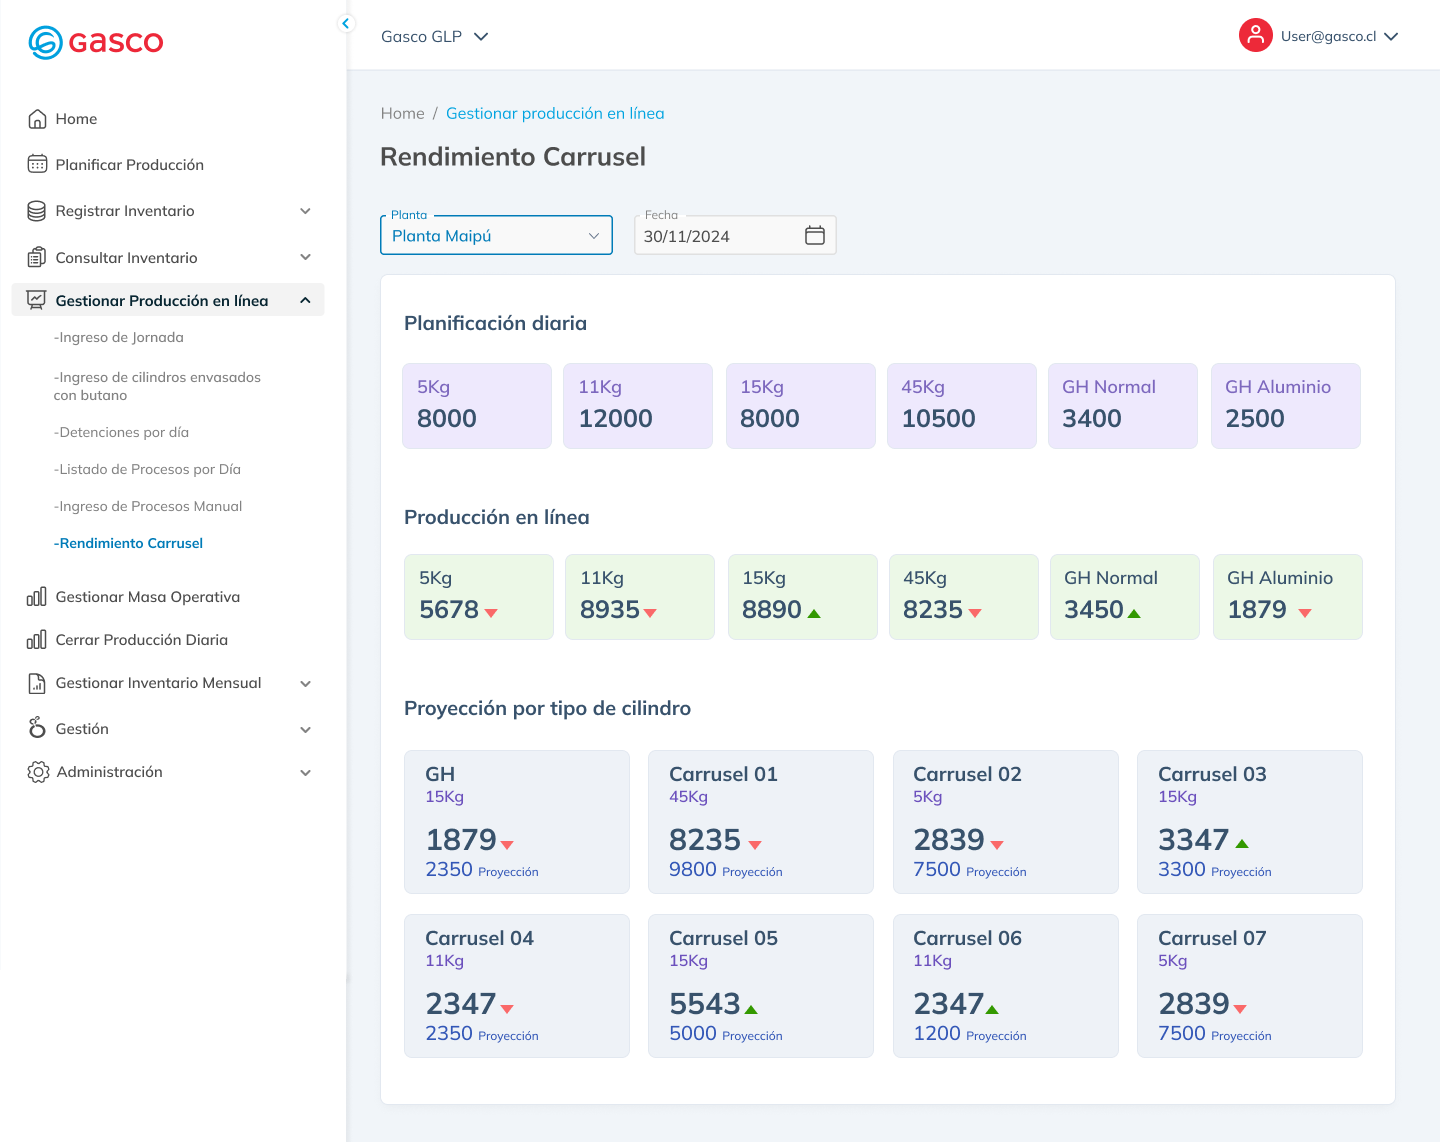 GASCO
Home
Planificar Producción
Registrar Inventario
Consultar Inventario
Gestionar Producción en línea
-Ingreso de Jornada
-Ingreso de cilindros envasados
con butano
-Detenciones por día
-Listado de Procesos por Día
-Ingreso de Procesos Manual
-Rendimiento Carrusel
Gestionar Masa Operativa
Cerrar Producción Diaria
Gestionar Inventario Mensual
Gestión
Administración
Gasco GLP
User@gasco.cl
Home / Gestionar producción en línea
Rendimiento Carrusel
Planta
Planta Maipú
Fecha
30/11/2024
Planificación diaria
5Kg
8000
11Kg
12000
15Kg
8000
45Kg
10500
GH Normal
3400
GH Aluminio
2500
Producción en línea
5Kg
5678
11Kg
8935
15Kg
8890
45Kg
8235
GH Normal
3450
GH Aluminio
1879
Proyección por tipo de cilindro
GH
15Kg
1879
2350 Proyección
Carrusel 01
45Kg
8235
9800 Proyección
Carrusel 02
5Kg
2839
7500 Proyección
Carrusel 03
15Kg
3347
3300 Proyección
Carrusel 04
11Kg
2347
2350 Proyección
Carrusel 05
15Kg
5543
5000 Proyección
Carrusel 06
11Kg
2347
1200 Proyección
Carrusel 07
5Kg
2839
7500 Proyección